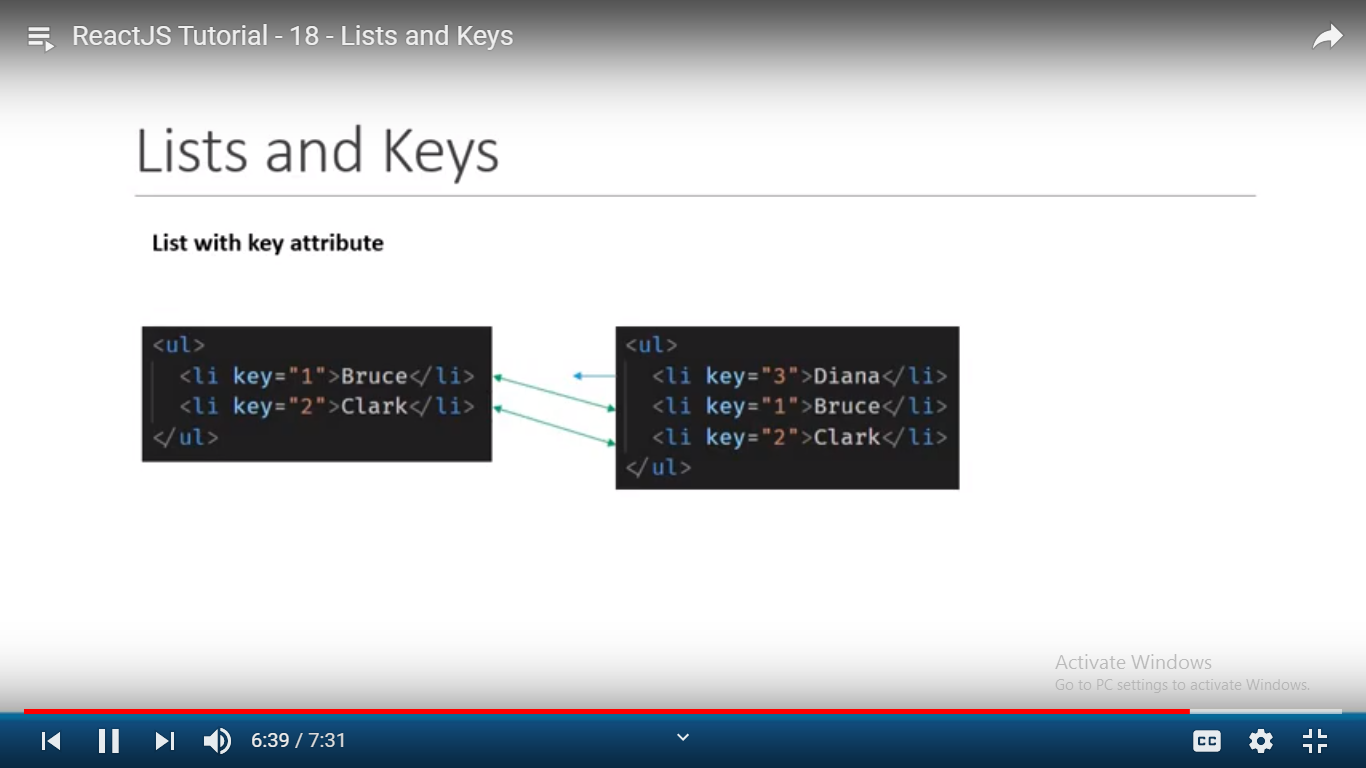 ReactJS Tutorial - 18 - Lists and Keys
Lists and Keys
List with key attribute
<ul>
<li key="1">Bruce</li>
<li key="2">Clark</li>
</ul>
<ul>
<li key="3">Diana</li>
<li key="1">Bruce</li>
<li key="2">Clark</li>
</ul>
Activate Windows
Go to PC settings to activate Windows.
6:39 / 7:31
CC